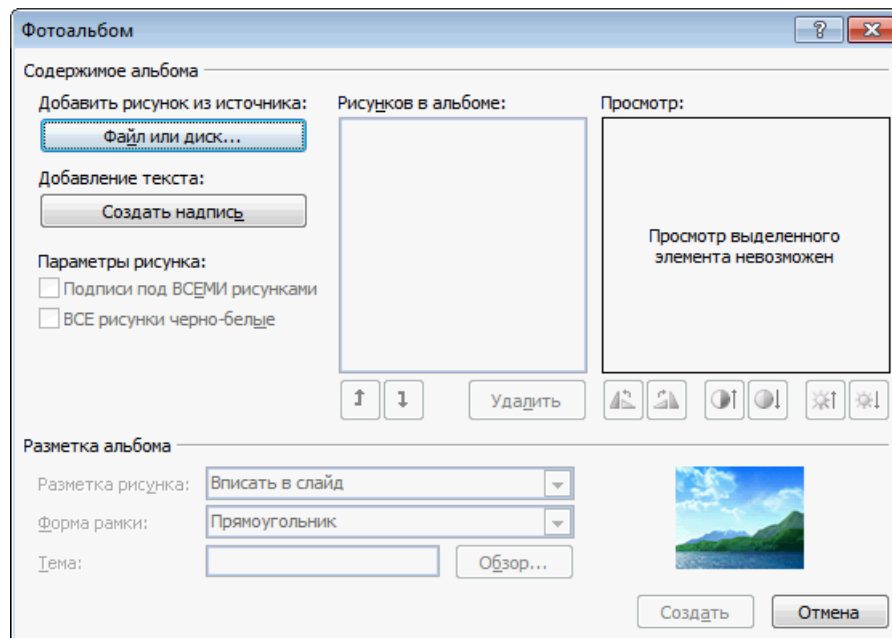 Фотоальбом
Содержимое альбома
Добавить рисунок из источника:
Файл или диск...
Добавление текста:
Создать надпись
Параметры рисунка:
Подписи под ВСЕМИ рисунками
ВСЕ рисунки черно-белые
Рисунков в альбоме:
Удалить
Просмотр:
Просмотр выделенного
элемента невозможен
Разметка альбома
Разметка рисунка: Вписать в слайд
Форма рамки: Прямоугольник
Тема: Обзор...
Создать Отмена